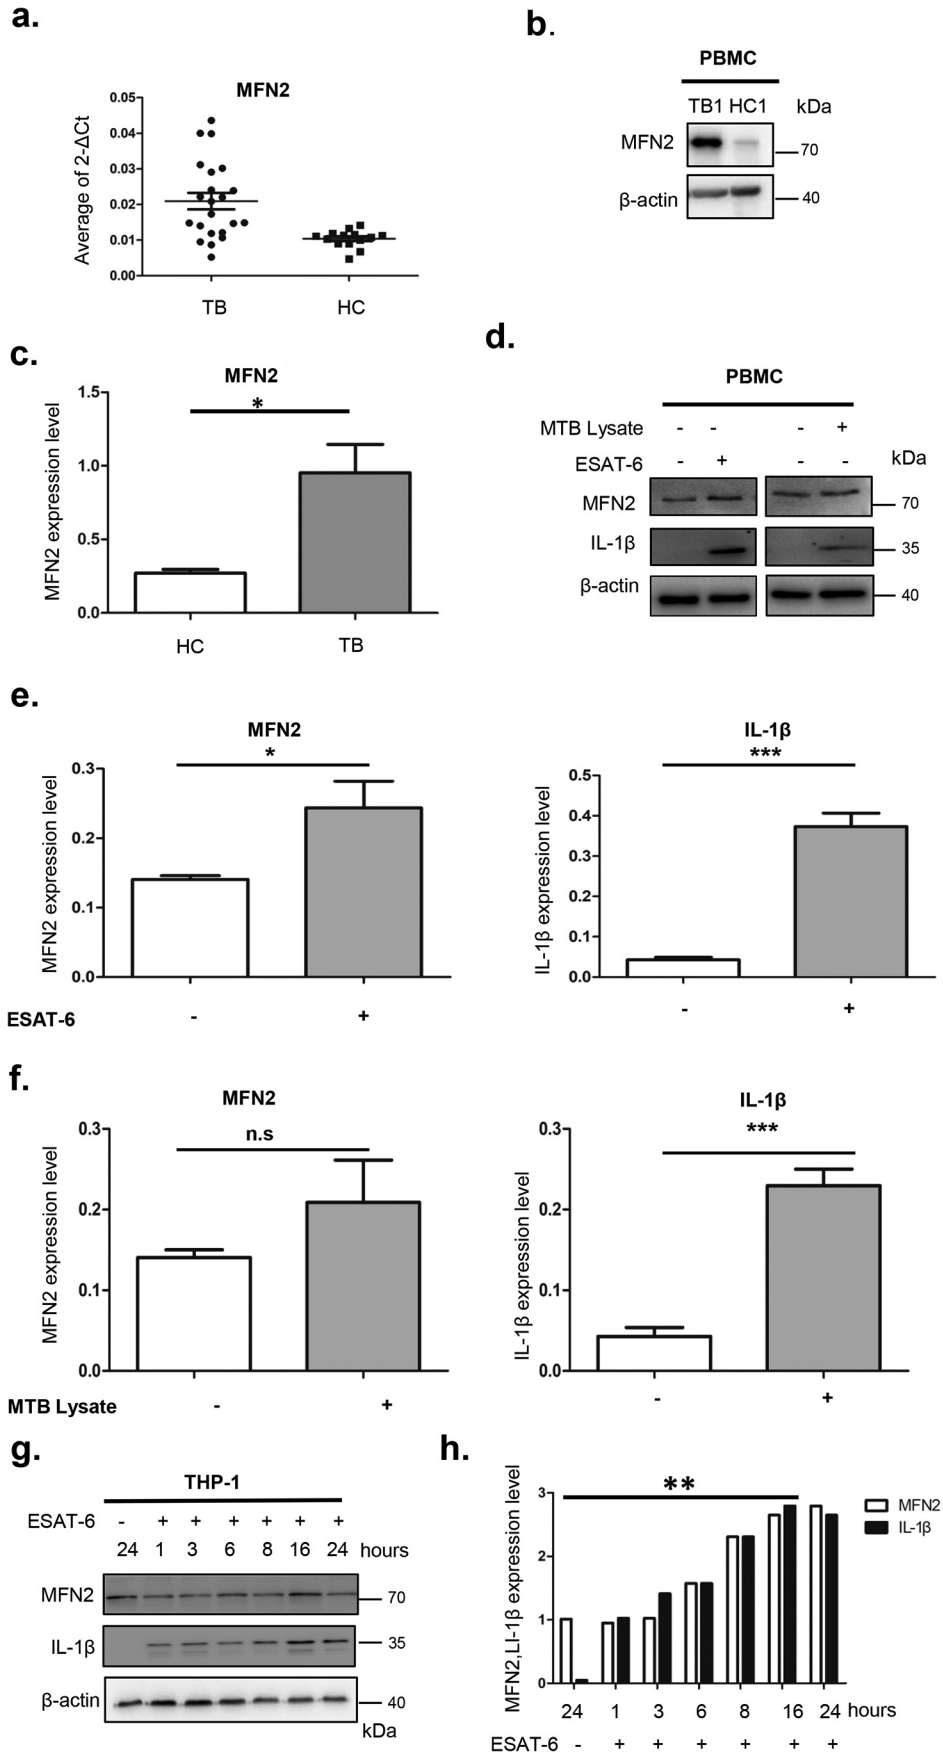 a.
MFN2
Average of 2-ΔCt
0.05
0.04
0.03
0.02
0.01
0.00
TB HC
b.
PBMC
TB1 HC1 kDa
MFN2 70
β-actin 40
c.
MFN2
*
MFN2 expression level
1.5
1.0
0.5
0.0
HC TB
d.
PBMC
MTB Lysate - - - +
ESAT-6 - + - - kDa
MFN2 70
IL-1β 35
β-actin 40
e.
MFN2
*
MFN2 expression level
0.3
0.2
0.1
0.0
ESAT-6 - +
IL-1β
***
IL-1β expression level
0.5
0.4
0.3
0.2
0.1
0.0
- +
f.
MFN2
n.s
MFN2 expression level
0.3
0.2
0.1
0.0
MTB Lysate - +
IL-1β
***
IL-1β expression level
0.3
0.2
0.1
0.0
- +
g.
THP-1
ESAT-6 - + + + + + +
24 1 3 6 8 16 24 hours
MFN2 70
IL-1β 35
β-actin 40
kDa
h.
**
MFN2,LI-1β expression level
3
2
1
0
MFN2
IL-1β
24 1 3 6 8 16 24 hours
ESAT-6 - + + + + + +